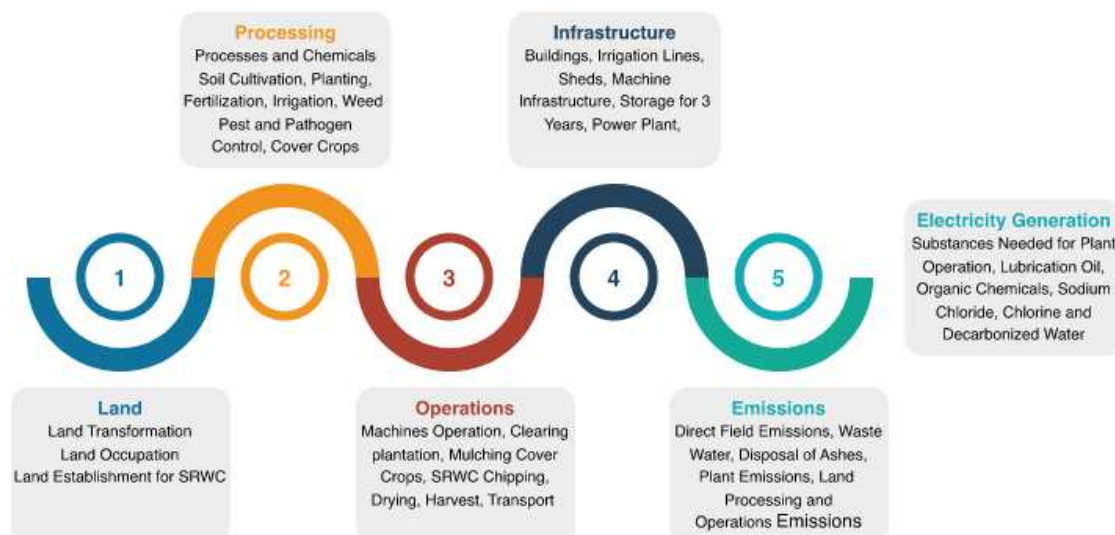 Processing
Processes and Chemicals
Soil Cultivation, Planting,
Fertilization, Irrigation, Weed
Pest and Pathogen
Control, Cover Crops
Infrastructure
Buildings, Irrigation Lines,
Sheds, Machine
Infrastructure, Storage for 3
Years, Power Plant,
1
2
3
4
5
Electricity Generation
Substances Needed for Plant
Operation, Lubrication Oil,
Organic Chemicals, Sodium
Chloride, Chlorine and
Decarbonized Water
Land
Land Transformation
Land Occupation
Land Establishment for SRWC
Operations
Machines Operation, Clearing
plantation, Mulching Cover
Crops, SRWC Chipping,
Drying, Harvest, Transport
Emissions
Direct Field Emissions, Waste
Water, Disposal of Ashes,
Plant Emissions, Land
Processing and
Operations Emissions